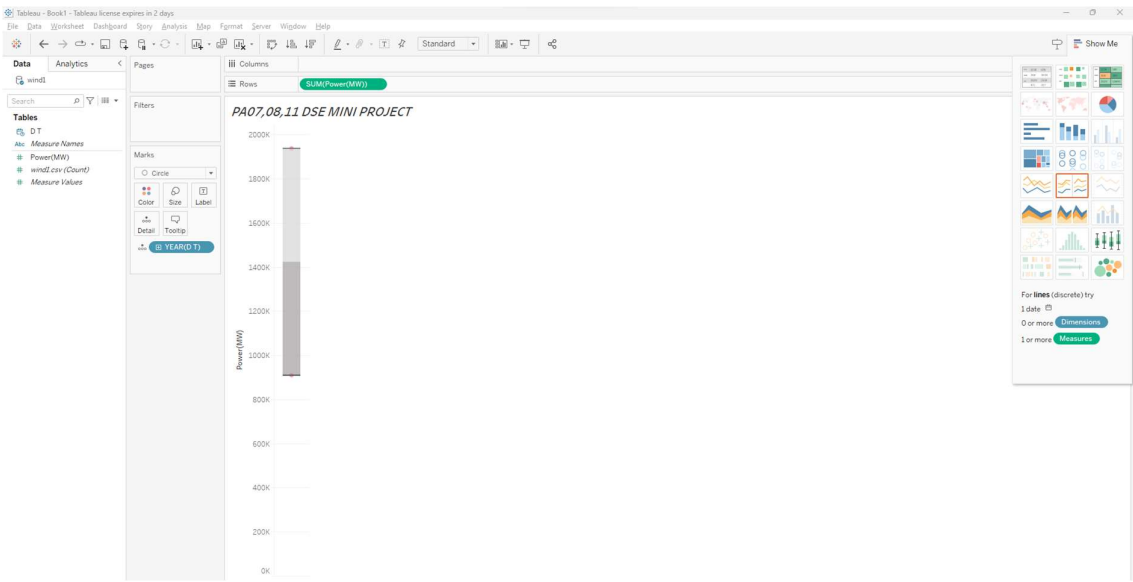 Tableau - Book1 - Tableau license expires in 2 days
File Data Worksheet Dashboard Story Analysis Map Format Server Window Help
Standard
Show Me
Data Analytics
wind1
Search
Tables
D T
Abc Measure Names
# Power(MW)
# wind1.csv (Count)
# Measure Values
Pages
Filters
Marks
Circle
Color Size Label
Detail Tooltip
YEAR(D T)
Columns
Rows SUM(Power(MW))
PA07,08,11 DSE MINI PROJECT
Power(MW)
2000K
1800K
1600K
1400K
1200K
1000K
800K
600K
400K
200K
0K
For lines (discrete) try
1 date
0 or more Dimensions
1 or more Measures